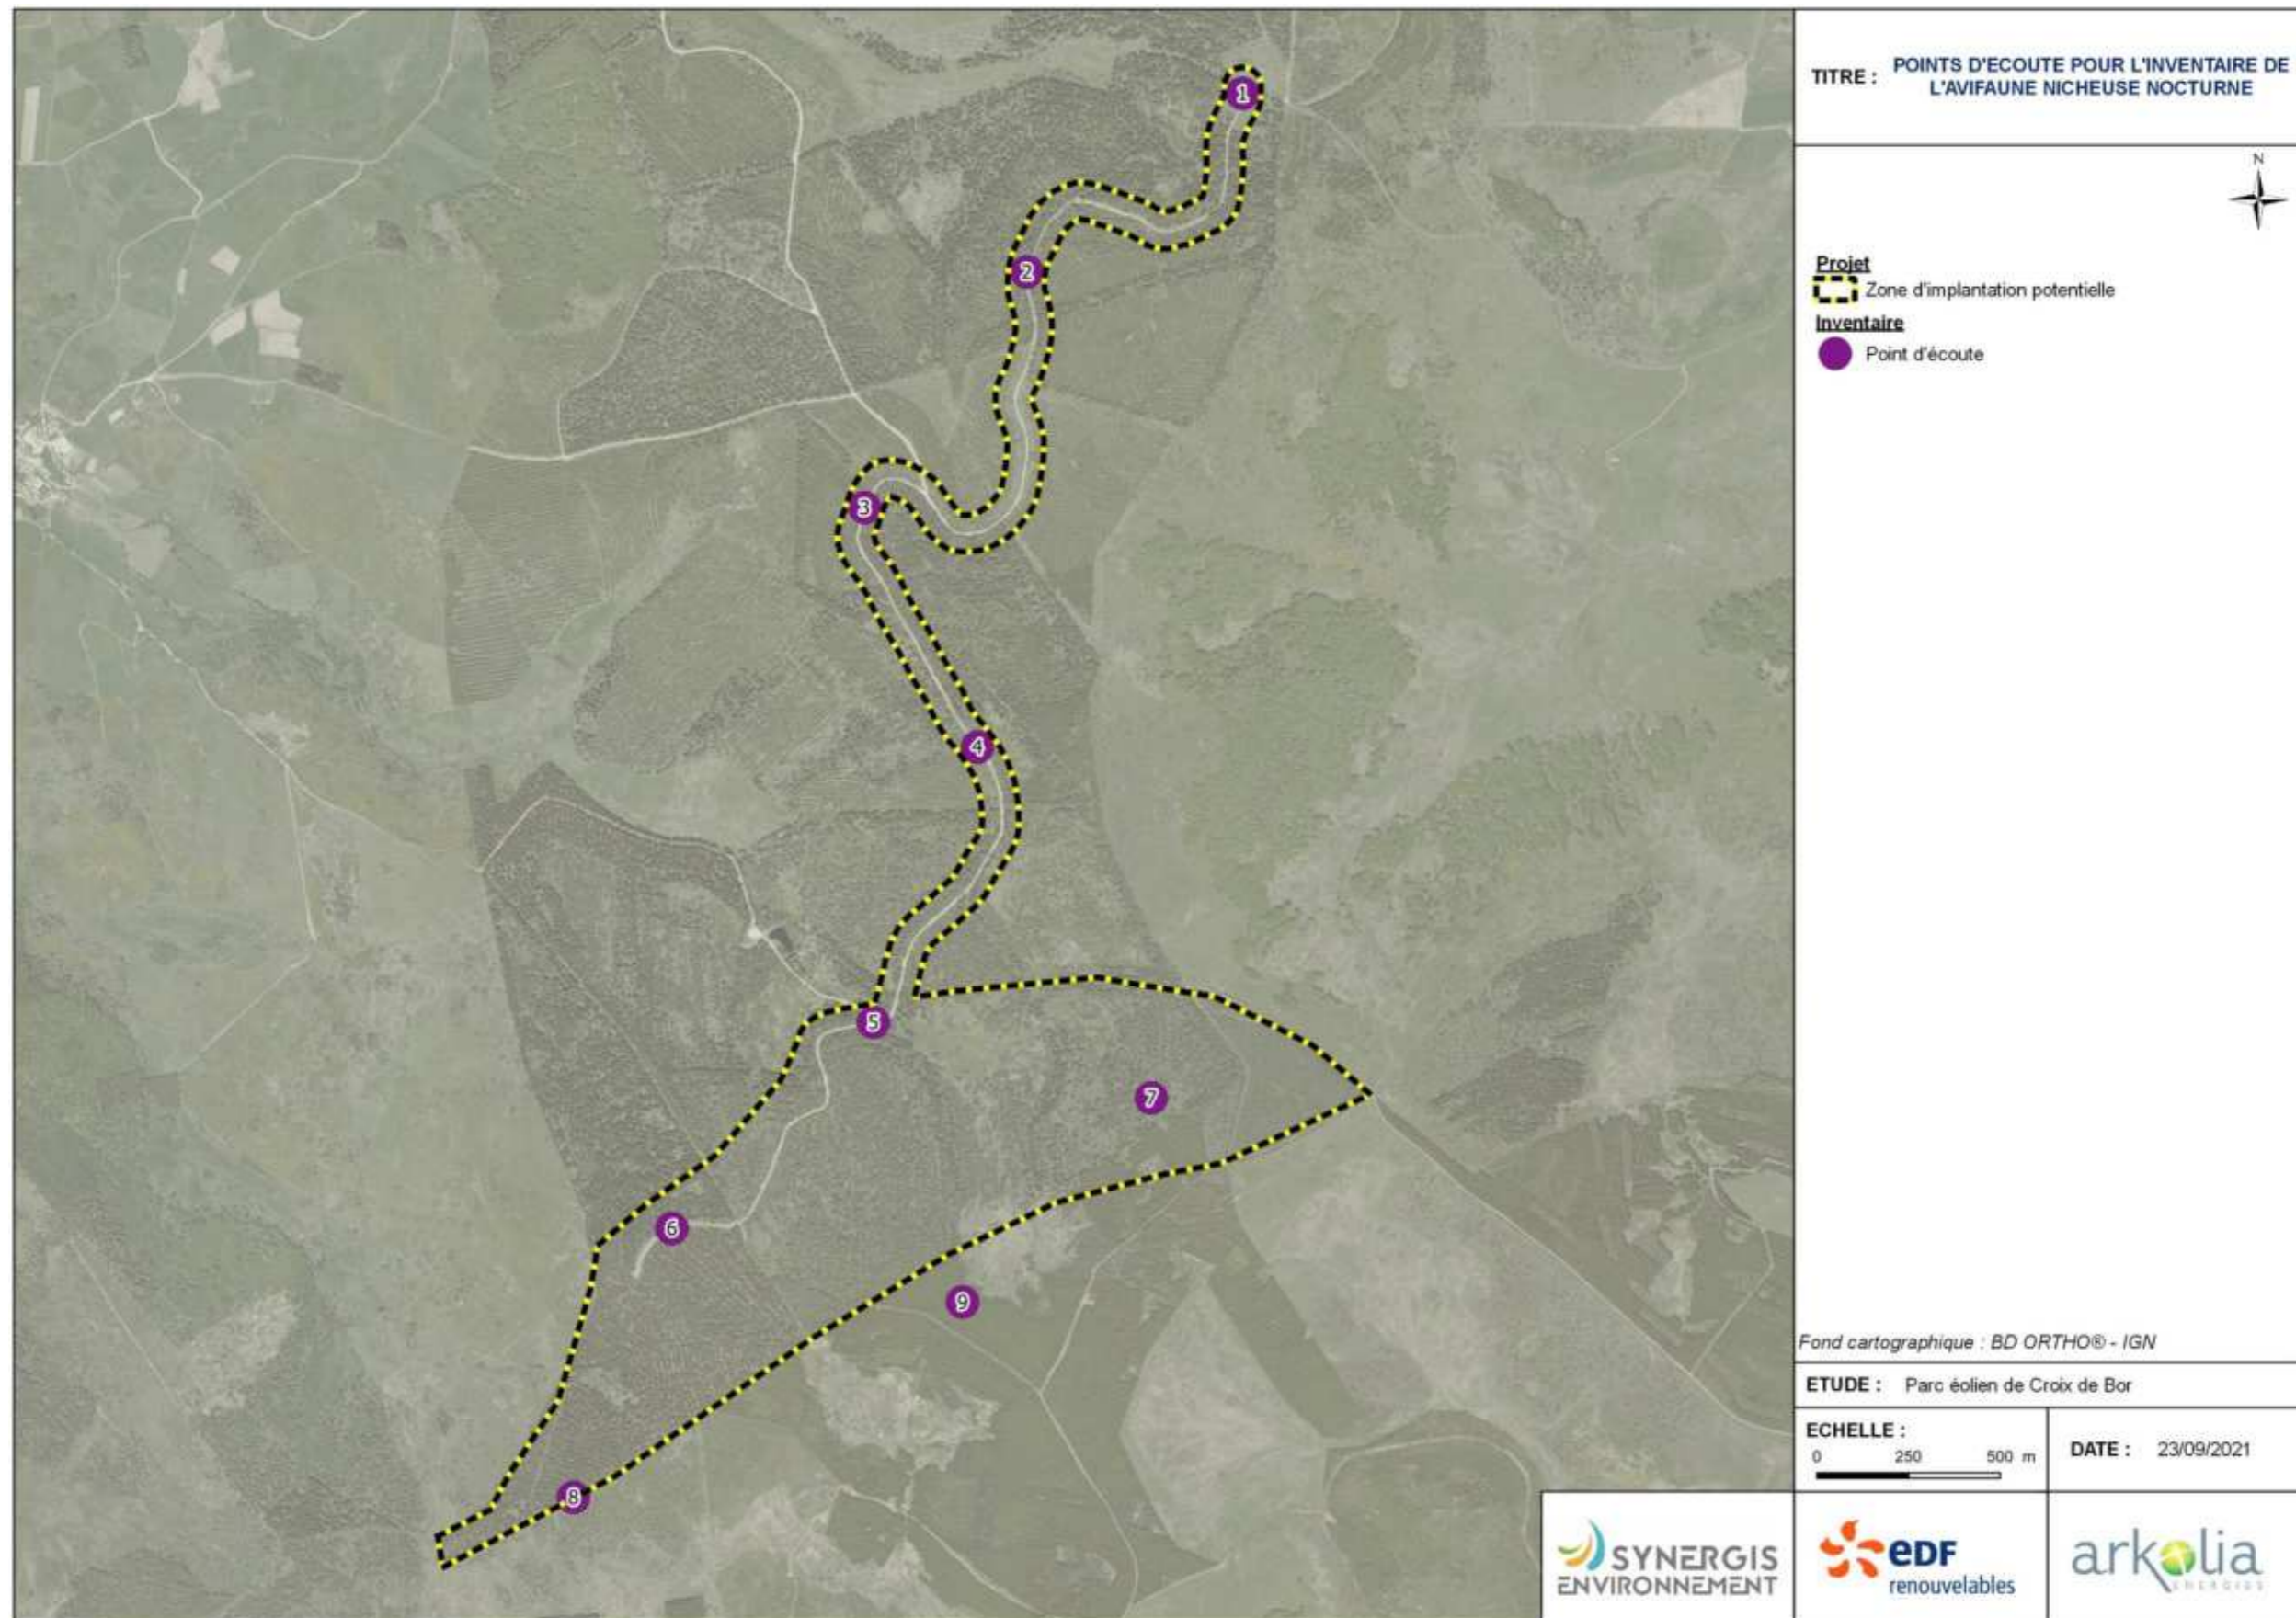 TITRE :
POINTS D'ECOUTE POUR L'INVENTAIRE DE
L'AVIFAUNE NICHEUSE NOCTURNE
N
Projet
Zone d'implantation potentielle
Inventaire
Point d'écoute
1
2
3
4
5
7
6
9
8
Fond cartographique : BD ORTHO® - IGN
ETUDE : Parc éolien de Croix de Bor
ECHELLE :
0 250 500 m
DATE : 23/09/2021
SYNERGIS
ENVIRONNEMENT
eDF
renouvelables
arkolia
ENERGIES